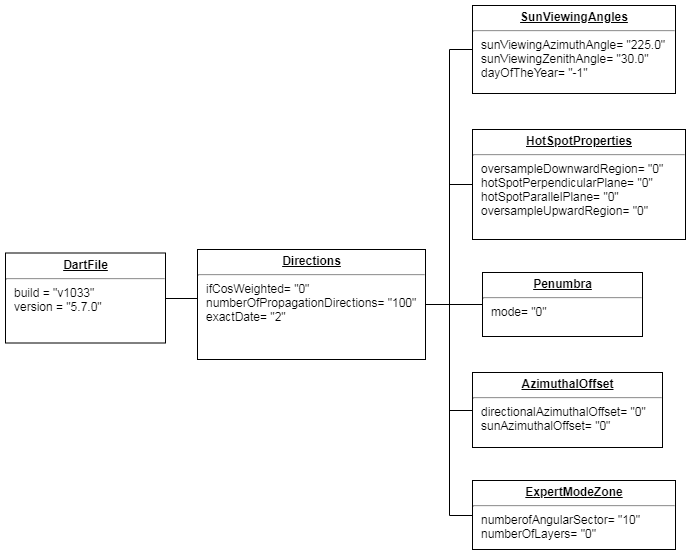 SunViewingAngles
sunViewingAzimuthAngle= "225.0"
sunViewingZenithAngle= "30.0"
dayOfTheYear= "-1"
HotSpotProperties
oversampleDownwardRegion= "0"
hotSpotPerpendicularPlane= "0"
hotSpotParallelPlane= "0"
oversampleUpwardRegion= "0"
DartFile
build = "v1033"
version = "5.7.0"
Directions
ifCosWeighted= "0"
numberOfPropagationDirections= "100"
exactDate= "2"
Penumbra
mode= "0"
AzimuthalOffset
directionalAzimuthalOffset= "0"
sunAzimuthalOffset= "0"
ExpertModeZone
numberofAngularSector= "10"
numberOfLayers= "0"